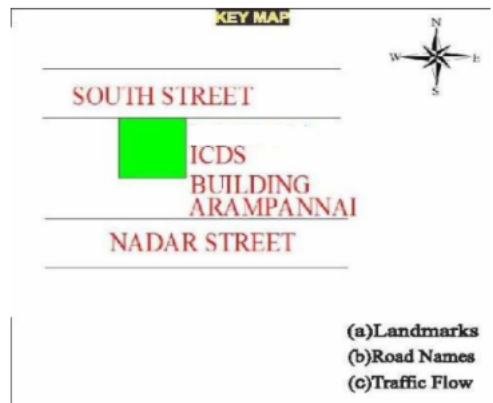 KEY MAP
N
W E
S
SOUTH STREET
ICDS
BUILDING
ARAMPANNAI
NADAR STREET
(a)Landmarks
(b)Road Names
(c)Traffic Flow